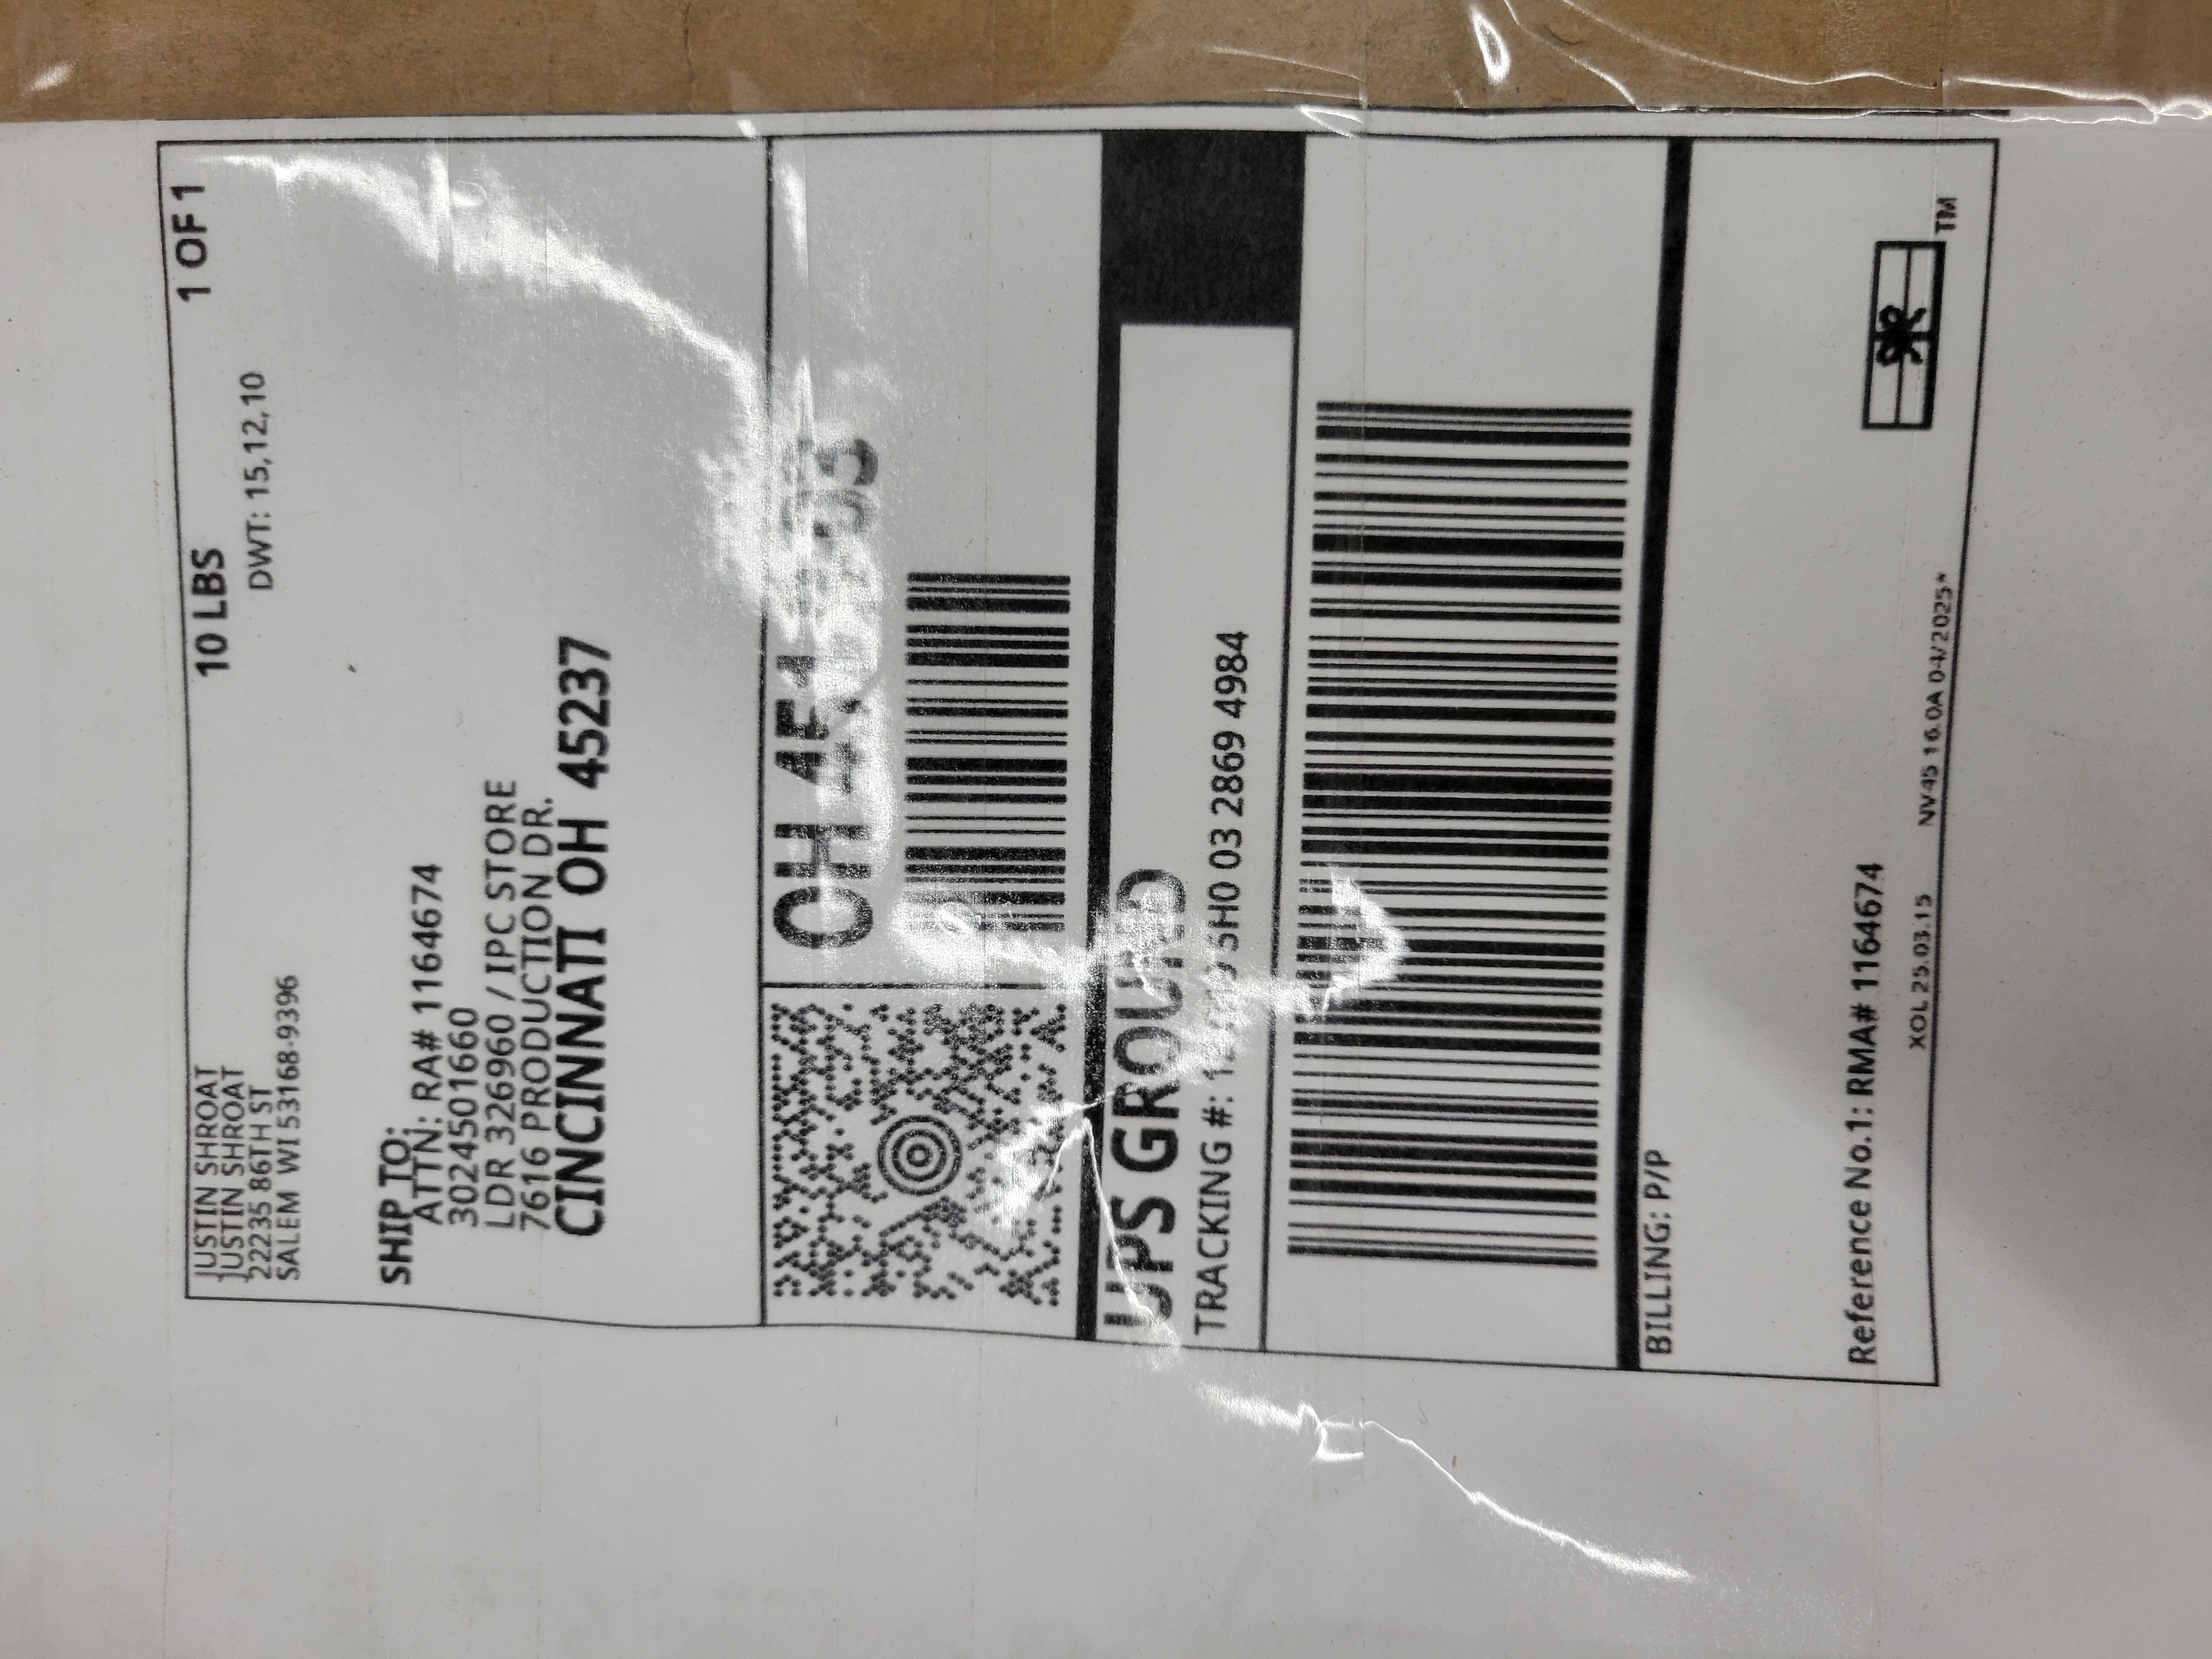 JUSTIN SHROAT
JUSTIN SHROAT
22235 86TH ST
SALEM WI 53168-9396
10 LBS
1 OF 1
DWT: 15,12,10
SHIP TO:
ATTN: RA# 1164674
3024501660
LDR 326960 / IPC STORE
7616 PRODUCTION DR.
CINCINNATI OH 45237
OH
UPS GROUND
TRACKING #: 03 2869 4984
BILLING: P/P
Reference No.1: RMA# 1164674
XOL 25.03.15
NV45 16.0A 04/2025*
TM